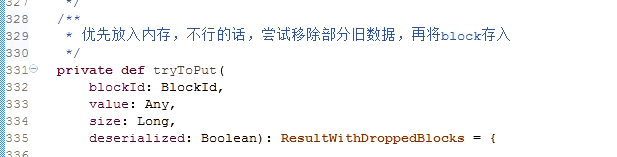 327 */
328 /**
329 * 优先放入内存，不行的话，尝试移除部分旧数据，再将block存入
330 */
331 private def tryToPut(
332 blockId: BlockId,
333 value: Any,
334 size: Long,
335 deserialized: Boolean): ResultWithDroppedBlocks = {
336